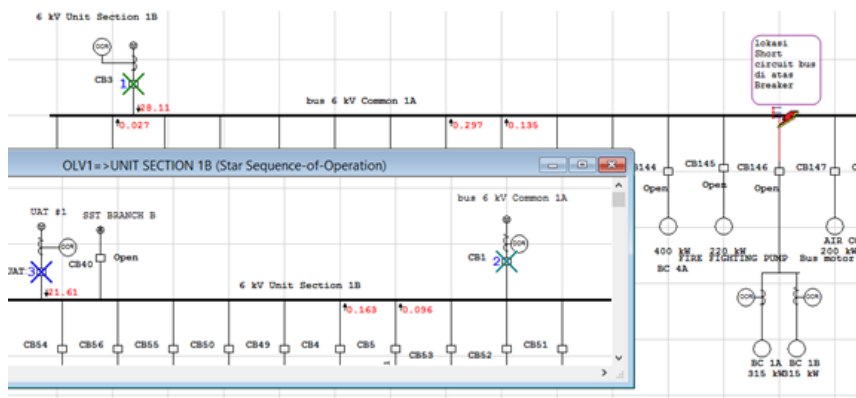 6 kV Unit Section 1B
OCR
CB3
1
28.11
bus 6 kV Common 1A
0.027
0.297
0.135
lokasi
Short
circuit bus
di atas
Breaker
OLV1=>UNIT SECTION 1B (Star Sequence-of-Operation)
UAT #1
SST BRANCH B
bus 6 kV Common 1A
OCR
OCR
UAT
3
CB40
Open
CB1
2
21.61
6 kV Unit Section 1B
0.163
0.096
CB54
CB56
CB55
CB50
CB49
CB4
CB5
CB53
CB52
CB51
B144
CB145
CB146
CB147
Open
Open
Open
400 kW
220 kW
AIR C
200 kW
BC 4A
FIRE FIGHTING PUMP
Bus motor
OCR
OCR
BC 1A
BC 1B
315 kW
315 kW